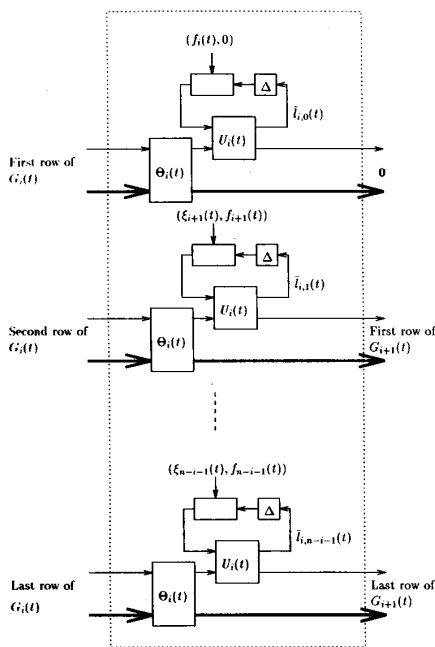 (f_i(t), 0)
Δ
l̄_{i,0}(t)
U_i(t)
First row of
G_i(t)
Θ_i(t)
0
(ξ_{i+1}(t), f_{i+1}(t))
Δ
l̄_{i,1}(t)
U_i(t)
Second row of
G_i(t)
Θ_i(t)
First row of
G_{i+1}(t)
(ξ_{n-i-1}(t), f_{n-i-1}(t))
Δ
l̄_{i,n-i-1}(t)
U_i(t)
Last row of
G_i(t)
Θ_i(t)
Last row of
G_{i+1}(t)